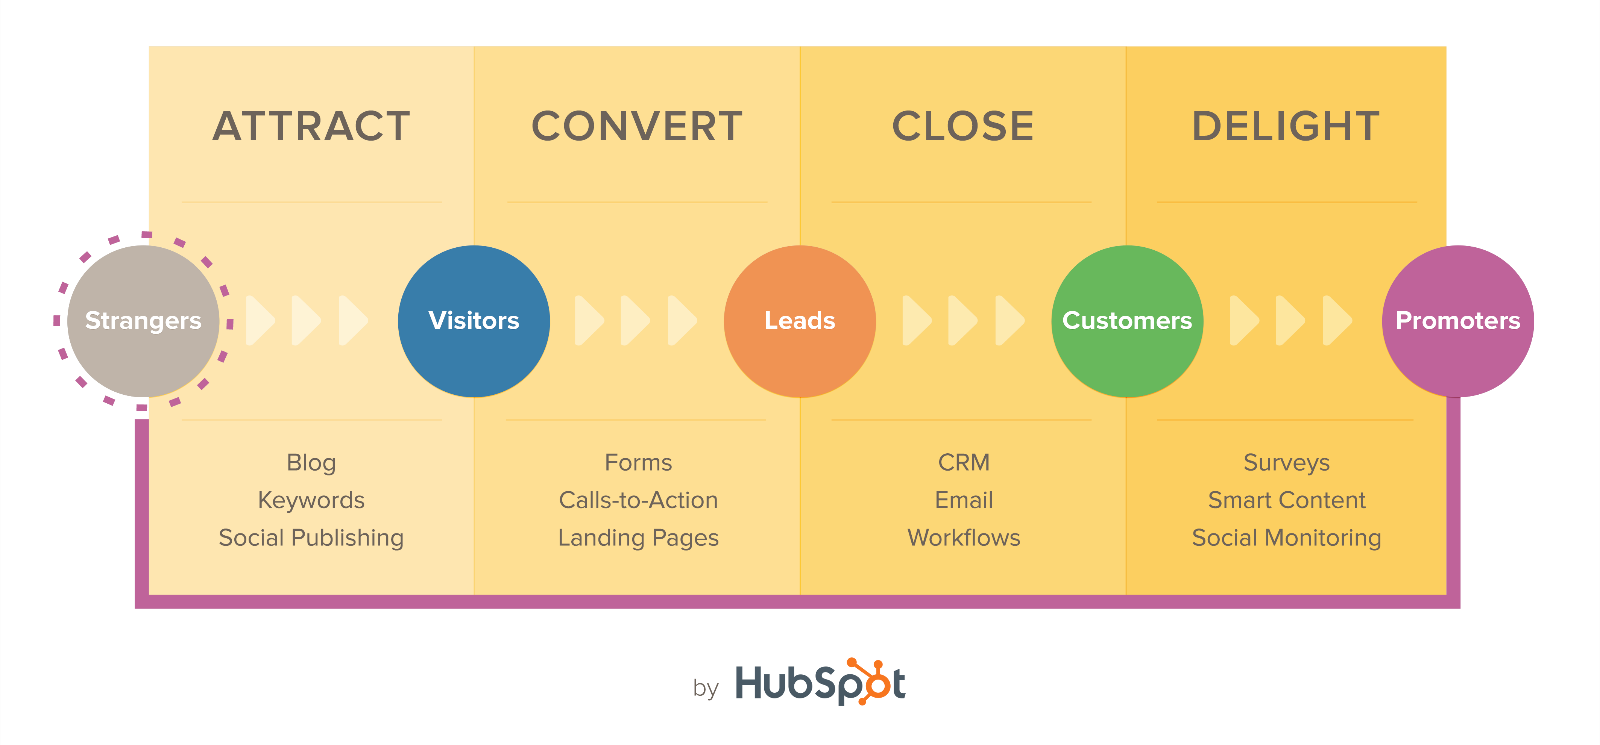 ATTRACT
CONVERT
CLOSE
DELIGHT
Strangers
Visitors
Leads
Customers
Promoters
Blog
Keywords
Social Publishing
Forms
Calls-to-Action
Landing Pages
CRM
Email
Workflows
Surveys
Smart Content
Social Monitoring
by HubSpot